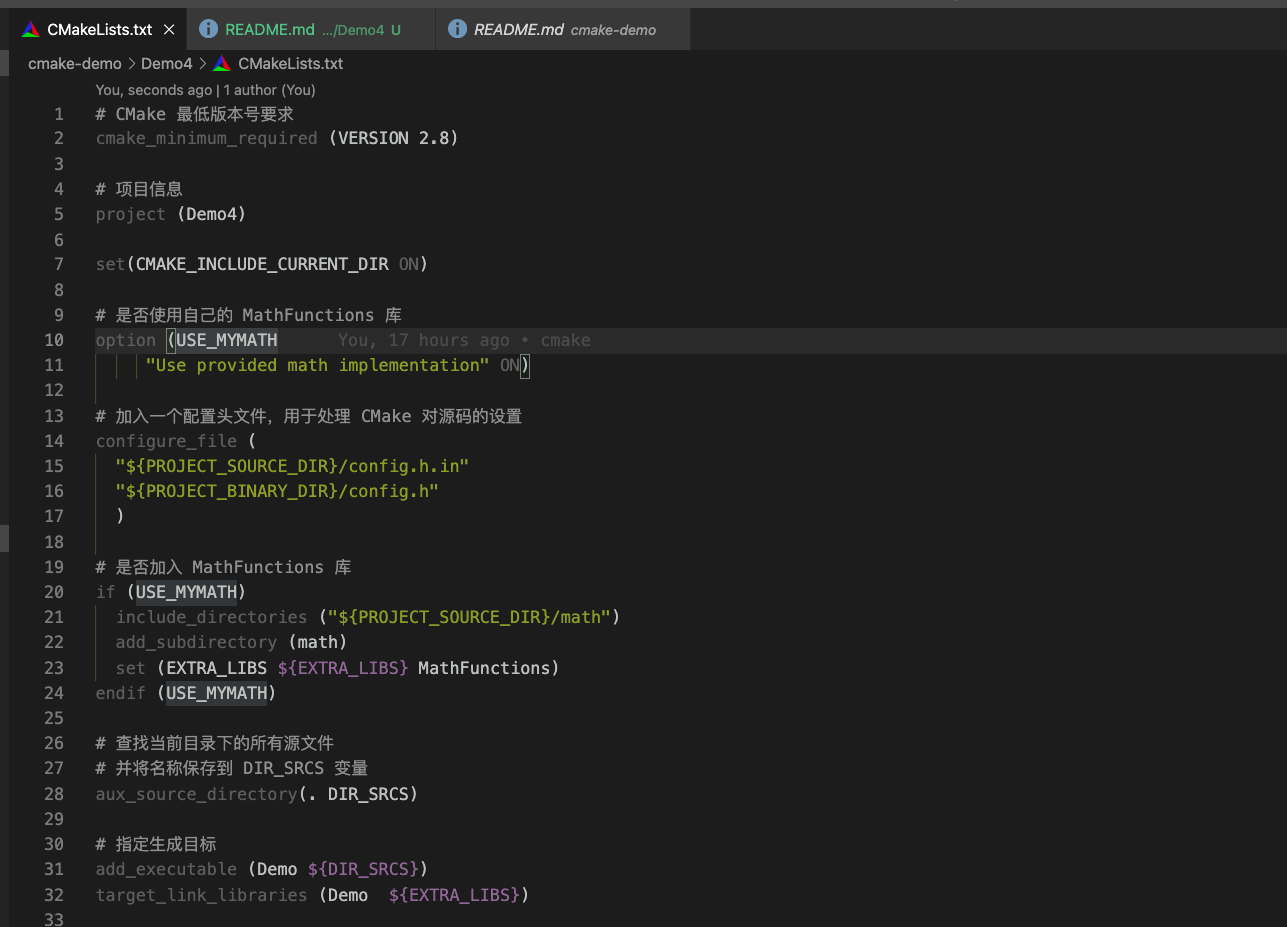 CMakeLists.txt × README.md .../Demo4 U README.md cmake-demo
cmake-demo > Demo4 > CMakeLists.txt
You, seconds ago | 1 author (You)
1 # CMake 最低版本号要求
2 cmake_minimum_required (VERSION 2.8)
3
4 # 项目信息
5 project (Demo4)
6
7 set(CMAKE_INCLUDE_CURRENT_DIR ON)
8
9 # 是否使用自己的 MathFunctions 库
10 option (USE_MYMATH You, 17 hours ago • cmake
11 "Use provided math implementation" ON)
12
13 # 加入一个配置头文件，用于处理 CMake 对源码的设置
14 configure_file (
15 "${PROJECT_SOURCE_DIR}/config.h.in"
16 "${PROJECT_BINARY_DIR}/config.h"
17 )
18
19 # 是否加入 MathFunctions 库
20 if (USE_MYMATH)
21 include_directories ("${PROJECT_SOURCE_DIR}/math")
22 add_subdirectory (math)
23 set (EXTRA_LIBS ${EXTRA_LIBS} MathFunctions)
24 endif (USE_MYMATH)
25
26 # 查找当前目录下的所有源文件
27 # 并将名称保存到 DIR_SRCS 变量
28 aux_source_directory(. DIR_SRCS)
29
30 # 指定生成目标
31 add_executable (Demo ${DIR_SRCS})
32 target_link_libraries (Demo  ${EXTRA_LIBS})
33